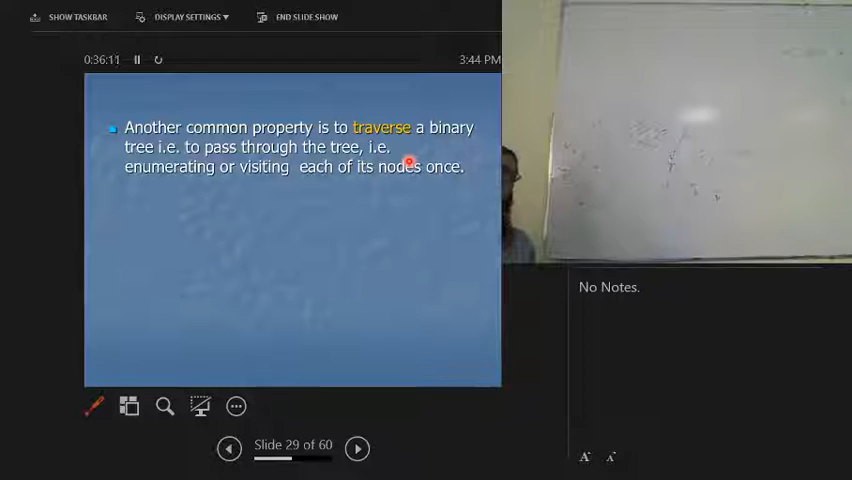 SHOW TASKBAR DISPLAY SETTINGS ▾ END SLIDE SHOW
0:36:11 3:44 PM
Another common property is to traverse a binary
tree i.e. to pass through the tree, i.e.
enumerating or visiting each of its nodes once.
No Notes.
Slide 29 of 60
A A